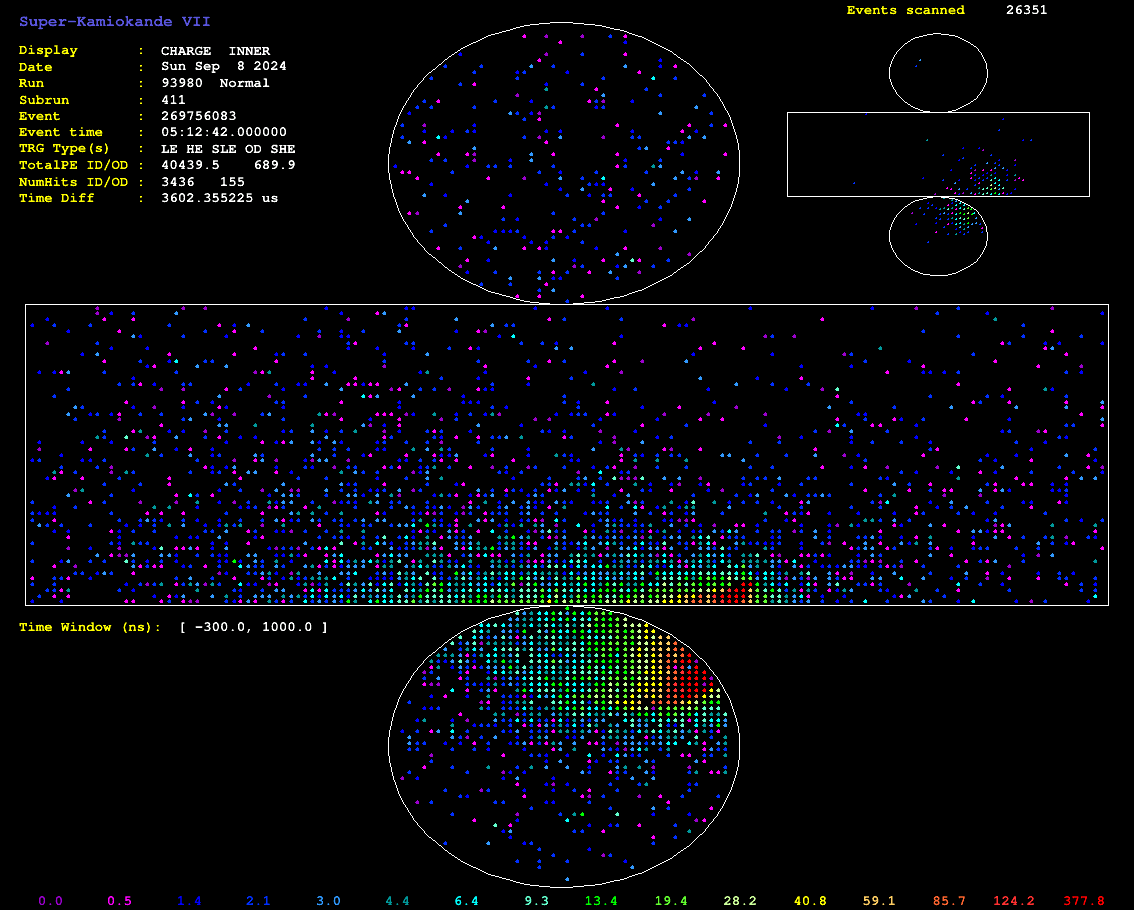 Super-Kamiokande VII
Events scanned 26351
Display : CHARGE INNER
Date : Sun Sep 8 2024
Run : 93980 Normal
Subrun : 411
Event : 269756083
Event time : 05:12:42.000000
TRG Type(s) : LE HE SLE OD SHE
TotalPE ID/OD : 40439.5 689.9
NumHits ID/OD : 3436 155
Time Diff : 3602.355225 us
Time Window (ns): [ -300.0, 1000.0 ]
0.0 0.5 1.4 2.1 3.0 4.4 6.4 9.3 13.4 19.4 28.2 40.8 59.1 85.7 124.2 377.8